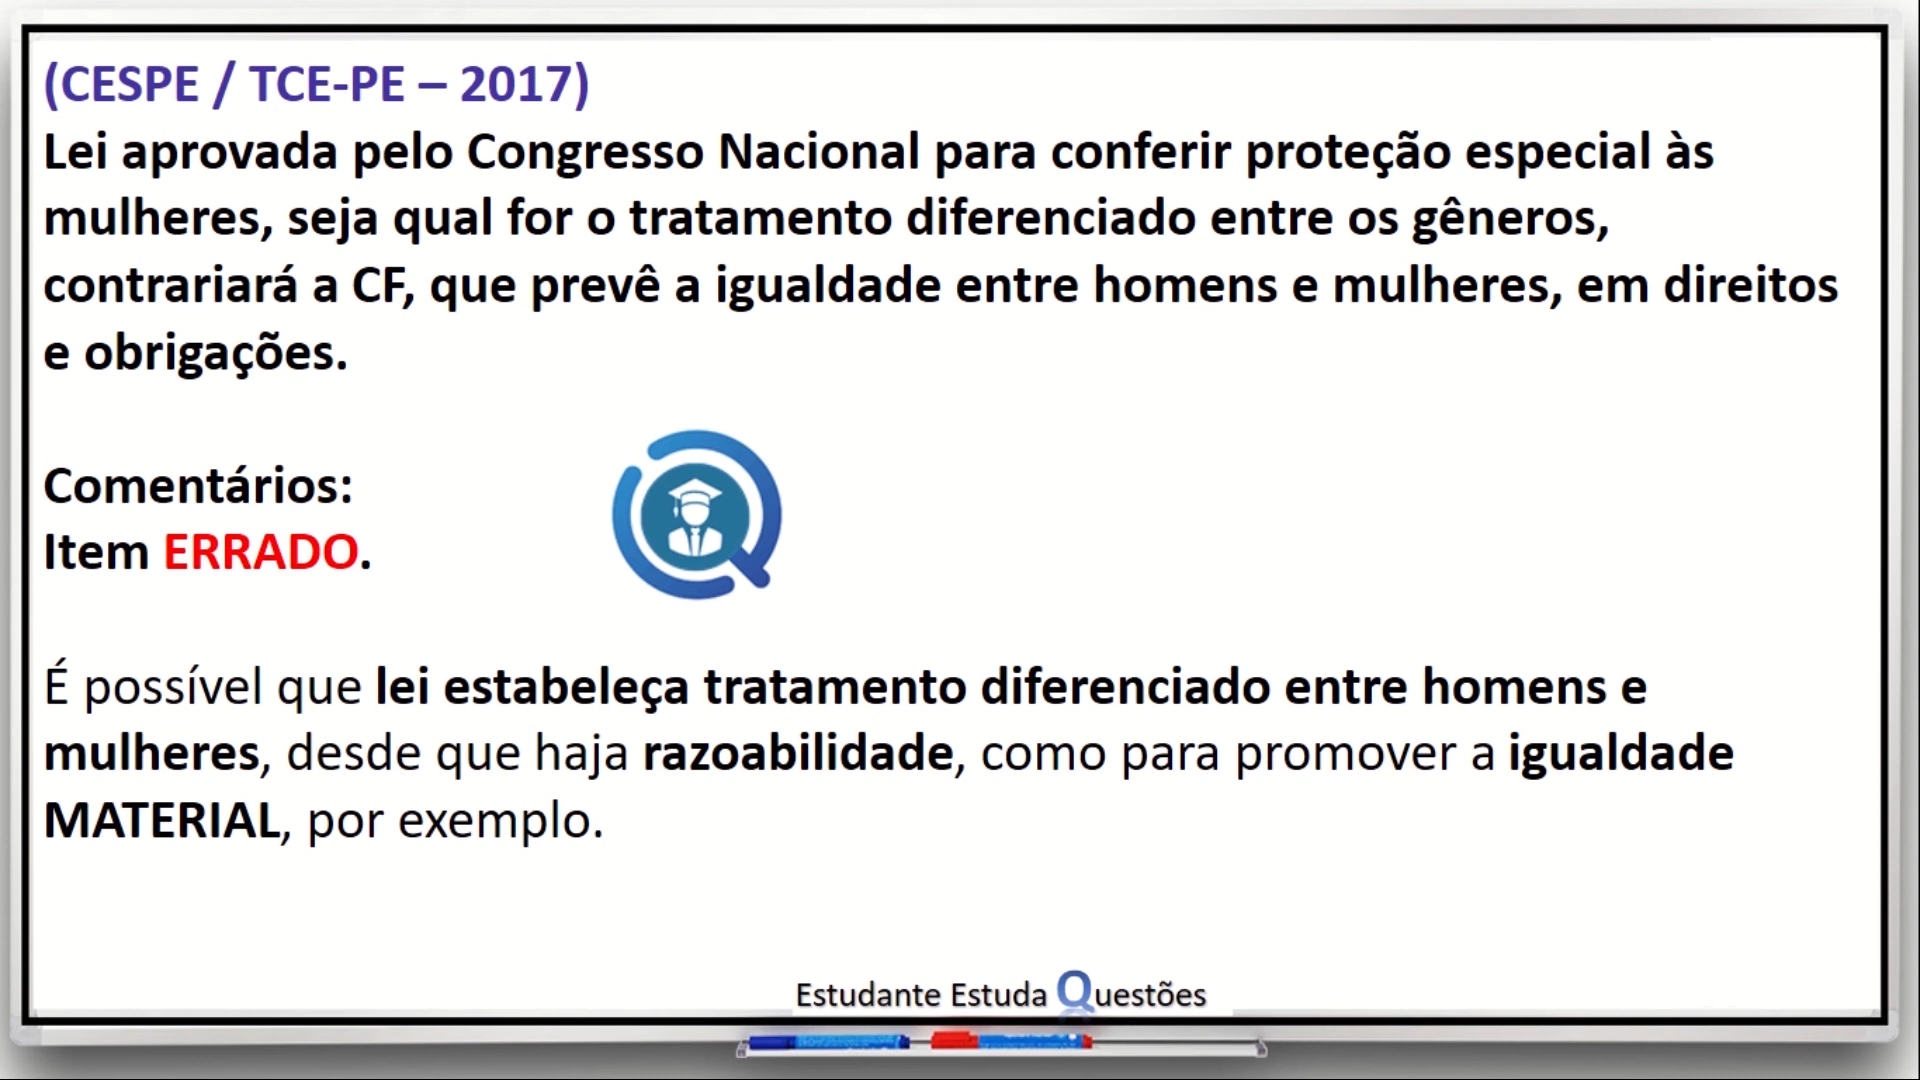 (CESPE / TCE-PE – 2017)
Lei aprovada pelo Congresso Nacional para conferir proteção especial às
mulheres, seja qual for o tratamento diferenciado entre os gêneros,
contrariará a CF, que prevê a igualdade entre homens e mulheres, em direitos
e obrigações.
Comentários:
Item ERRADO.
É possível que lei estabeleça tratamento diferenciado entre homens e
mulheres, desde que haja razoabilidade, como para promover a igualdade
MATERIAL, por exemplo.
Estudante Estuda Questões